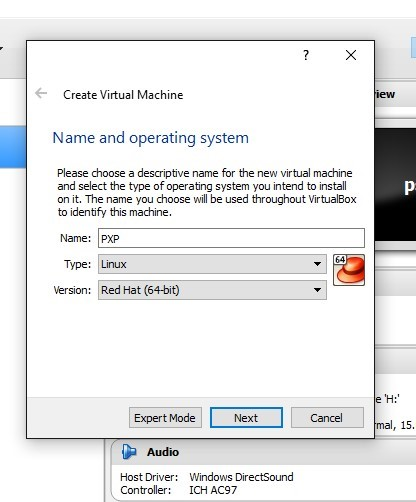 ?
Create Virtual Machine
iew
Name and operating system
Please choose a descriptive name for the new virtual machine
and select the type of operating system you intend to install
on it. The name you choose will be used throughout VirtualBox
to identify this machine.
Name: PXP
Type: Linux
64
Version: Red Hat (64-bit)
e 'H:'
Expert Mode Next Cancel
rmal, 15.
Audio
Host Driver: Windows DirectSound
Controller: ICH AC97